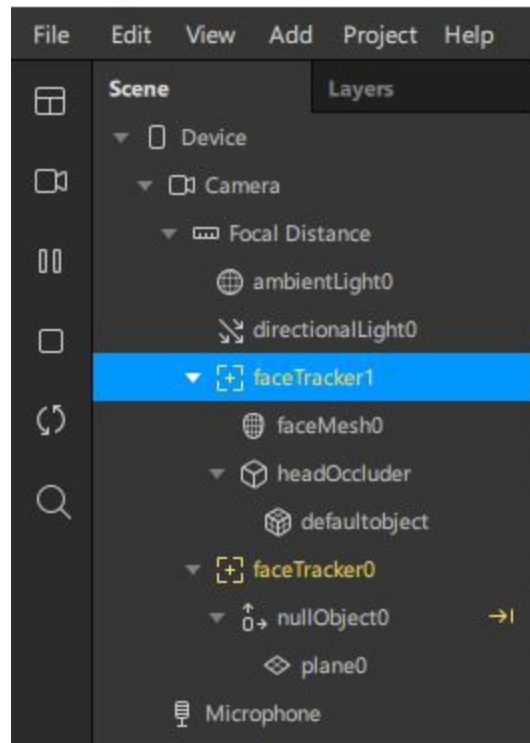 File Edit View Add Project Help
Scene Layers
Device
Camera
Focal Distance
ambientLight0
directionalLight0
faceTracker1
faceMesh0
headOccluder
defaultobject
faceTracker0
nullObject0
plane0
Microphone